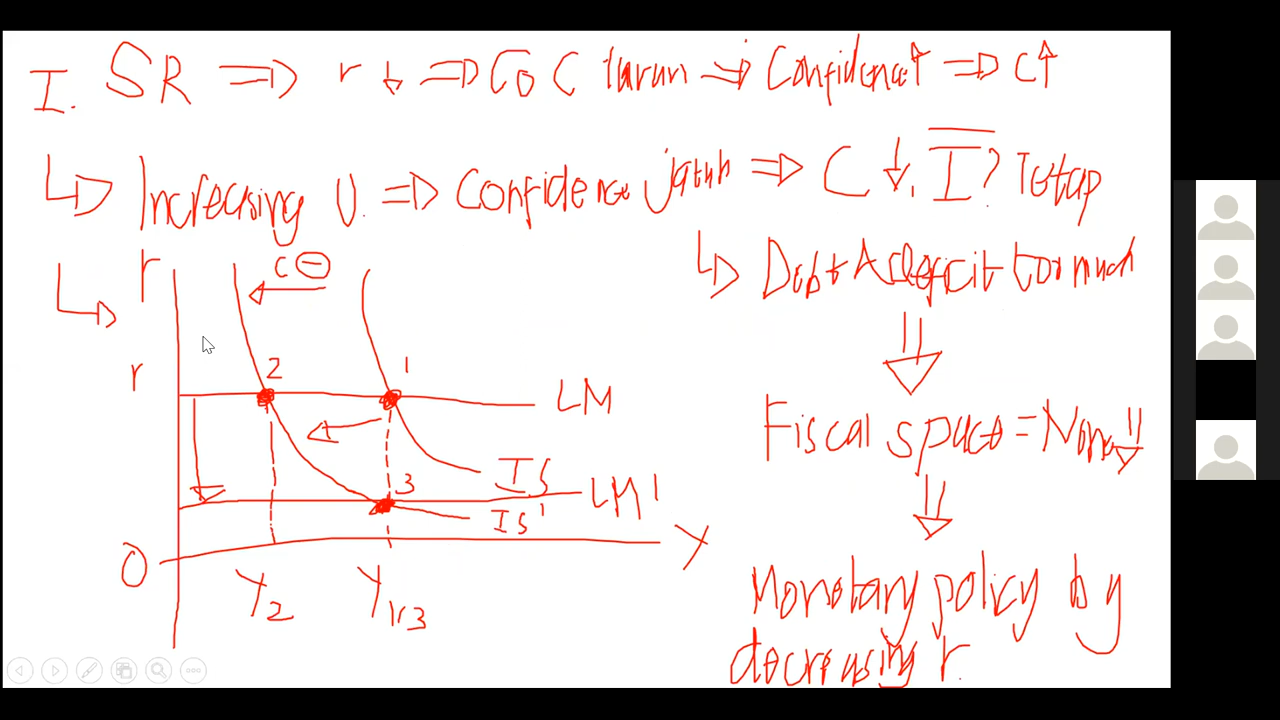 I. SR ⇒ r ↓ ⇒ CoC turun ⇒ Confidence↑ ⇒ C↑
↳ Increasing U. ⇒ Confidence jatuh ⇒ C ↓, I? Tetap
↳ Debt & deficit too much
⇓
Fiscal space = None
⇓
Monetary policy by
decreasing r.
r
C ⊖
r
2
1
LM
IS
3
LM'
IS'
0
Y
Y2
Y1,3